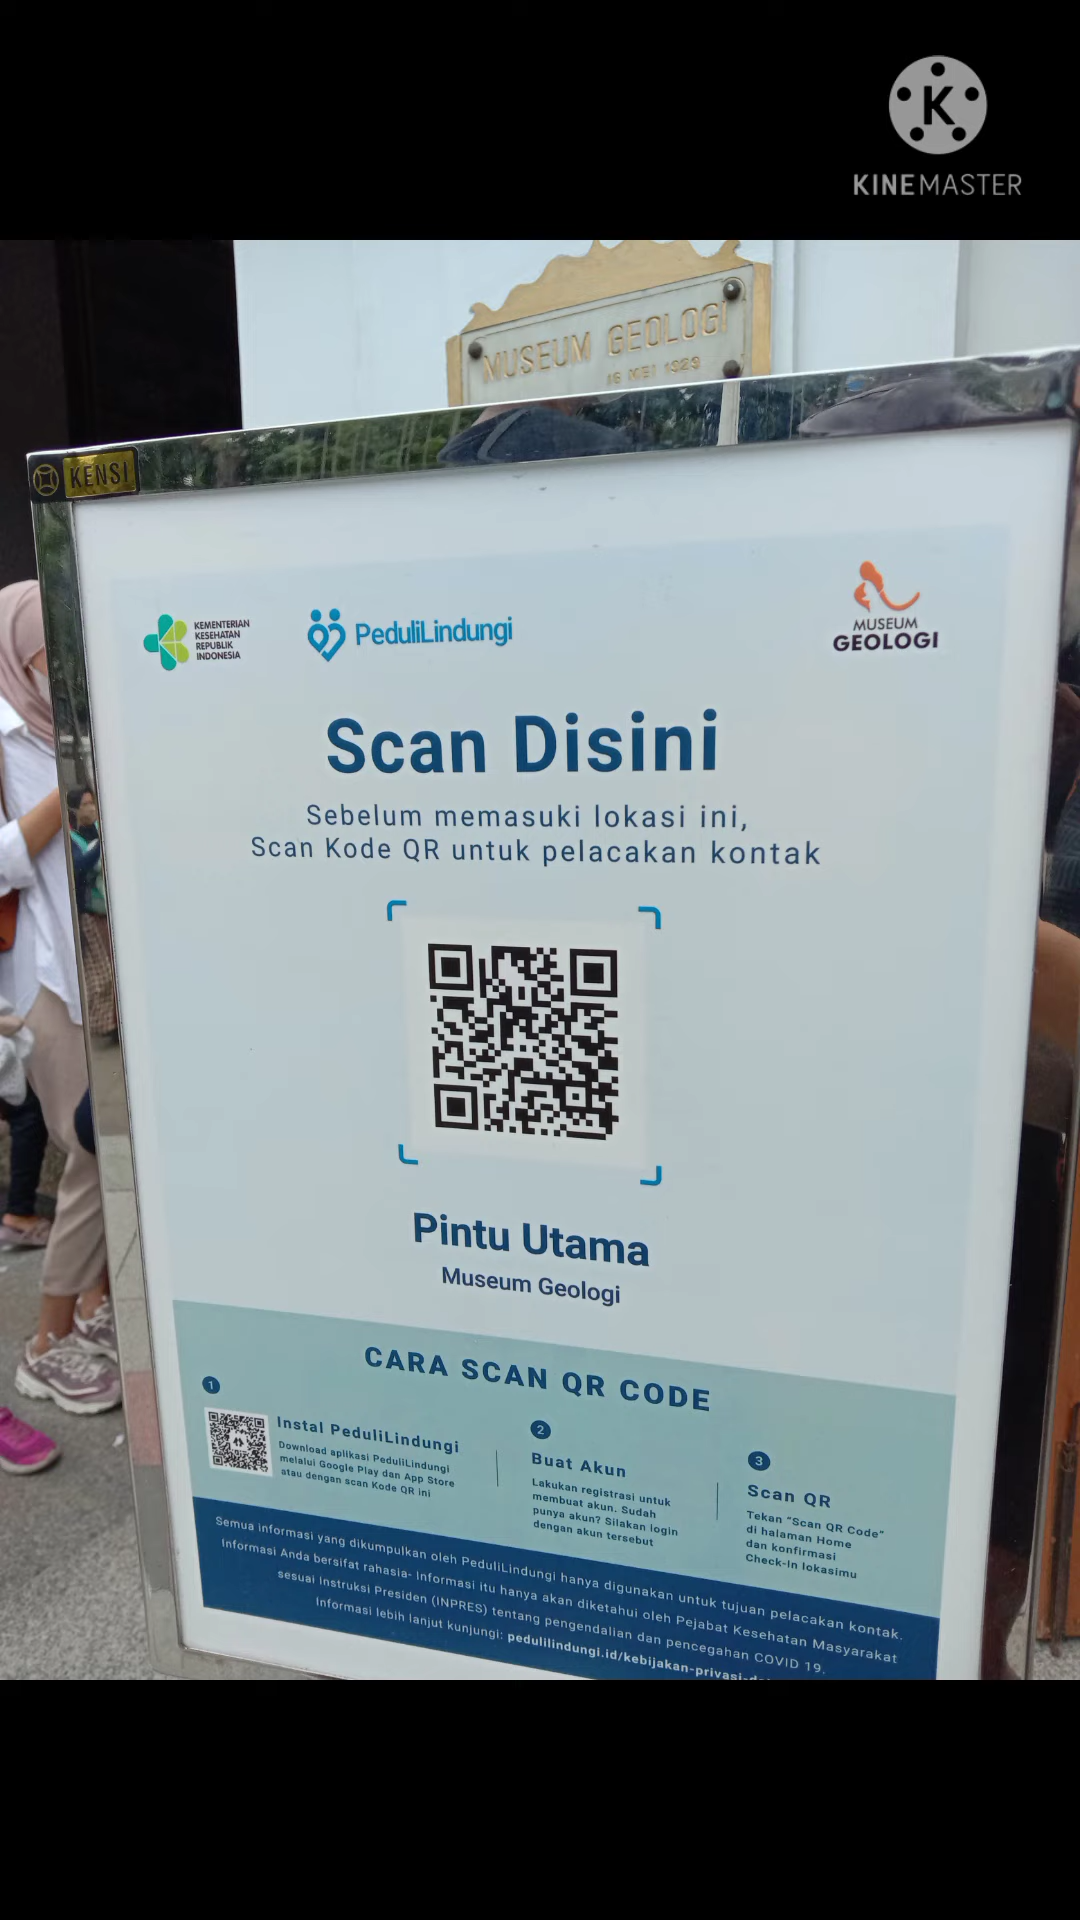 KINEMASTER
MUSEUM GEOLOGI
16 MEI 1929
KENSI
KEMENTERIAN
KESEHATAN
REPUBLIK
INDONESIA
PeduliLindungi
MUSEUM
GEOLOGI
Scan Disini
Sebelum memasuki lokasi ini,
Scan Kode QR untuk pelacakan kontak
Pintu Utama
Museum Geologi
CARA SCAN QR CODE
1
Instal PeduliLindungi
Download aplikasi PeduliLindungi
melalui Google Play dan App Store
atau dengan scan Kode QR ini
2
Buat Akun
Lakukan registrasi untuk
membuat akun. Sudah
punya akun? Silakan login
dengan akun tersebut
3
Scan QR
Tekan "Scan QR Code"
di halaman Home
dan konfirmasi
Check-In lokasimu
Semua informasi yang dikumpulkan oleh PeduliLindungi hanya digunakan untuk tujuan pelacakan kontak.
Informasi Anda bersifat rahasia- Informasi itu hanya akan diketahui oleh Pejabat Kesehatan Masyarakat
sesuai Instruksi Presiden (INPRES) tentang pengendalian dan pencegahan COVID 19.
Informasi lebih lanjut kunjungi: pedulilindungi.id/kebijakan-privasi-